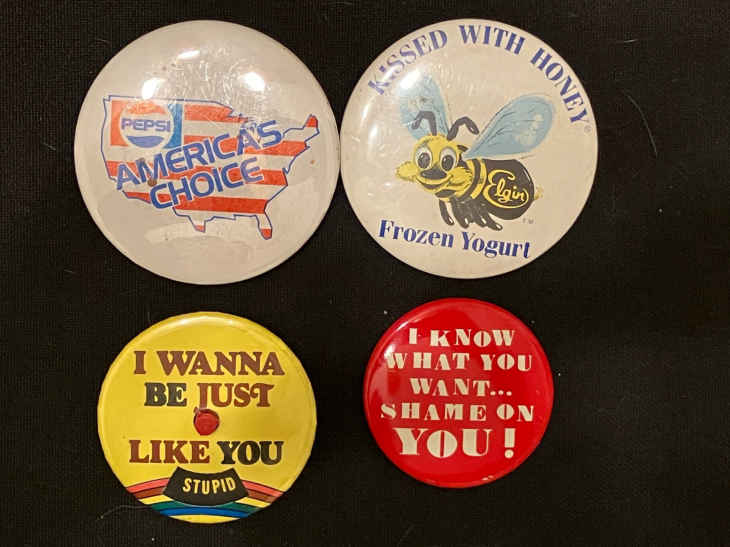 PEPSI
AMERICA'S
CHOICE
KISSED WITH HONEY®
Elgin
TM
Frozen Yogurt
I WANNA
BE JUST
LIKE YOU
STUPID
I KNOW
WHAT YOU
WANT...
SHAME ON
YOU!